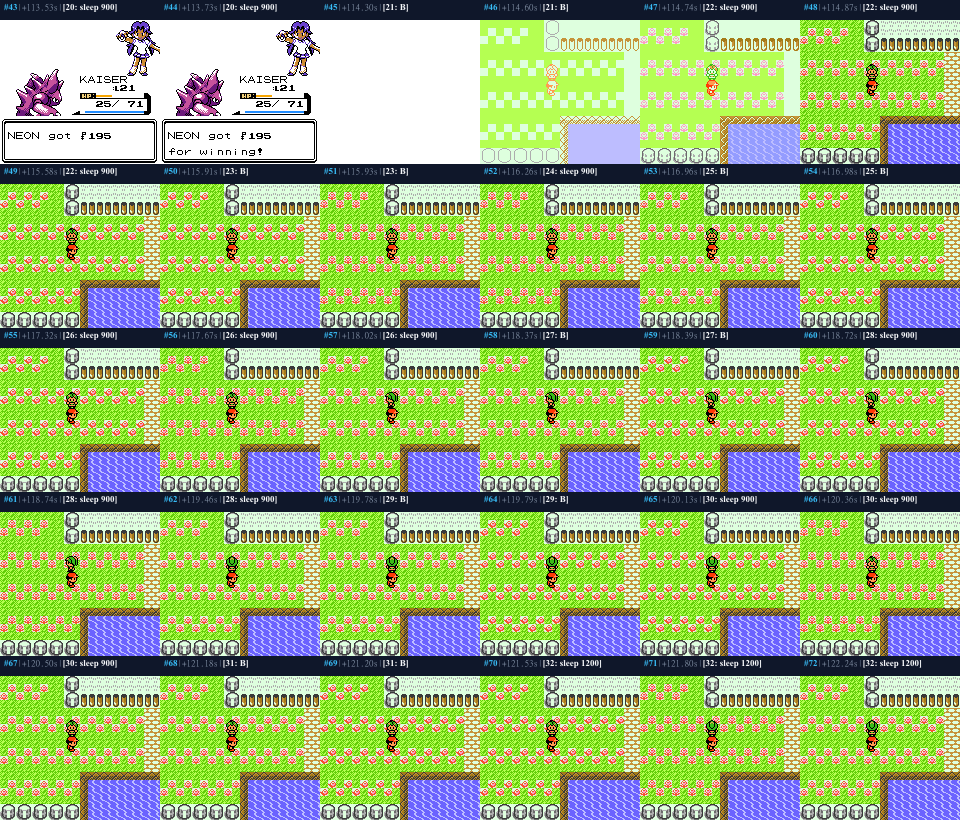 #43 | +113.53s | [20: sleep 900]
#44 | +113.73s | [20: sleep 900]
#45 | +114.30s | [21: B]
#46 | +114.60s | [21: B]
#47 | +114.74s | [22: sleep 900]
#48 | +114.87s | [22: sleep 900]
KAISER
:L21
HP:
25/ 71
NEON got ₽195
KAISER
:L21
HP:
25/ 71
NEON got ₽195
for winning!
#49 | +115.58s | [22: sleep 900]
#50 | +115.91s | [23: B]
#51 | +115.93s | [23: B]
#52 | +116.26s | [24: sleep 900]
#53 | +116.96s | [25: B]
#54 | +116.98s | [25: B]
#55 | +117.32s | [26: sleep 900]
#56 | +117.67s | [26: sleep 900]
#57 | +118.02s | [26: sleep 900]
#58 | +118.37s | [27: B]
#59 | +118.39s | [27: B]
#60 | +118.72s | [28: sleep 900]
#61 | +118.74s | [28: sleep 900]
#62 | +119.46s | [28: sleep 900]
#63 | +119.78s | [29: B]
#64 | +119.79s | [29: B]
#65 | +120.13s | [30: sleep 900]
#66 | +120.36s | [30: sleep 900]
#67 | +120.50s | [30: sleep 900]
#68 | +121.18s | [31: B]
#69 | +121.20s | [31: B]
#70 | +121.53s | [32: sleep 1200]
#71 | +121.80s | [32: sleep 1200]
#72 | +122.24s | [32: sleep 1200]